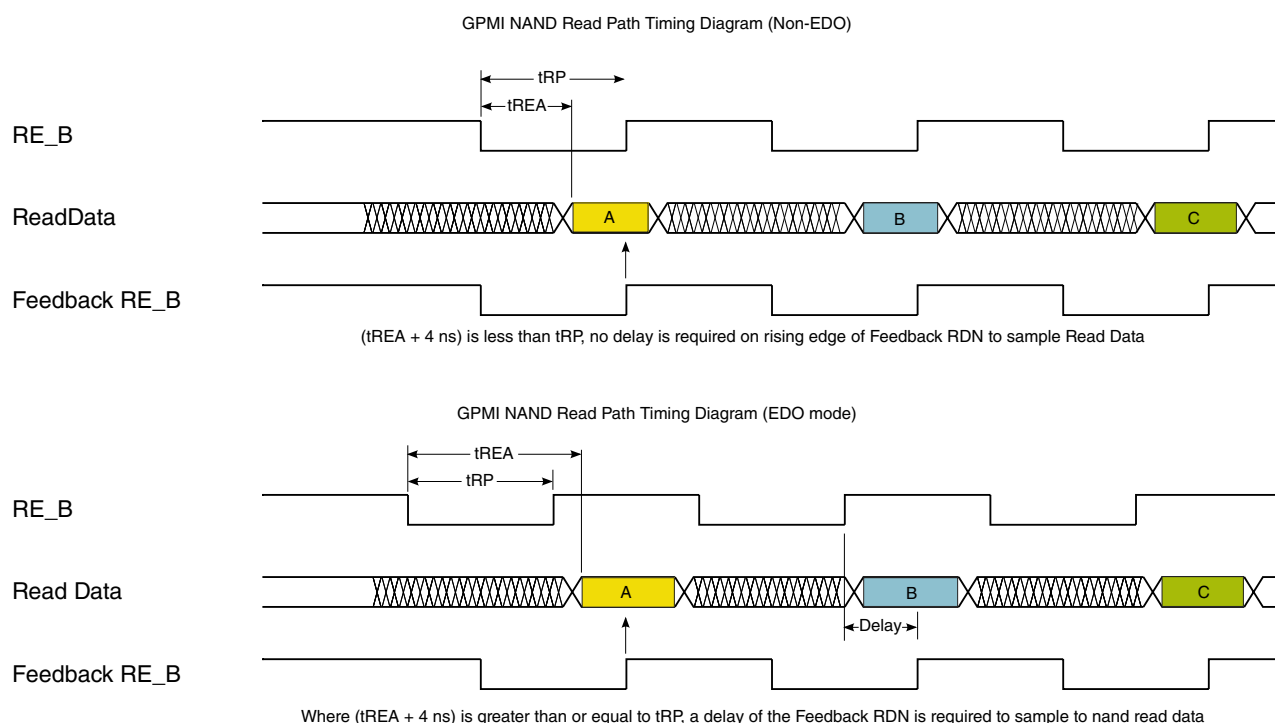 GPMI NAND Read Path Timing Diagram (Non-EDO)
tRP
tREA
RE_B
ReadData
A
B
C
Feedback RE_B
(tREA + 4 ns) is less than tRP, no delay is required on rising edge of Feedback RDN to sample Read Data
GPMI NAND Read Path Timing Diagram (EDO mode)
tREA
tRP
RE_B
Read Data
A
B
C
Delay
Feedback RE_B
Where (tREA + 4 ns) is greater than or equal to tRP, a delay of the Feedback RDN is required to sample to nand read data